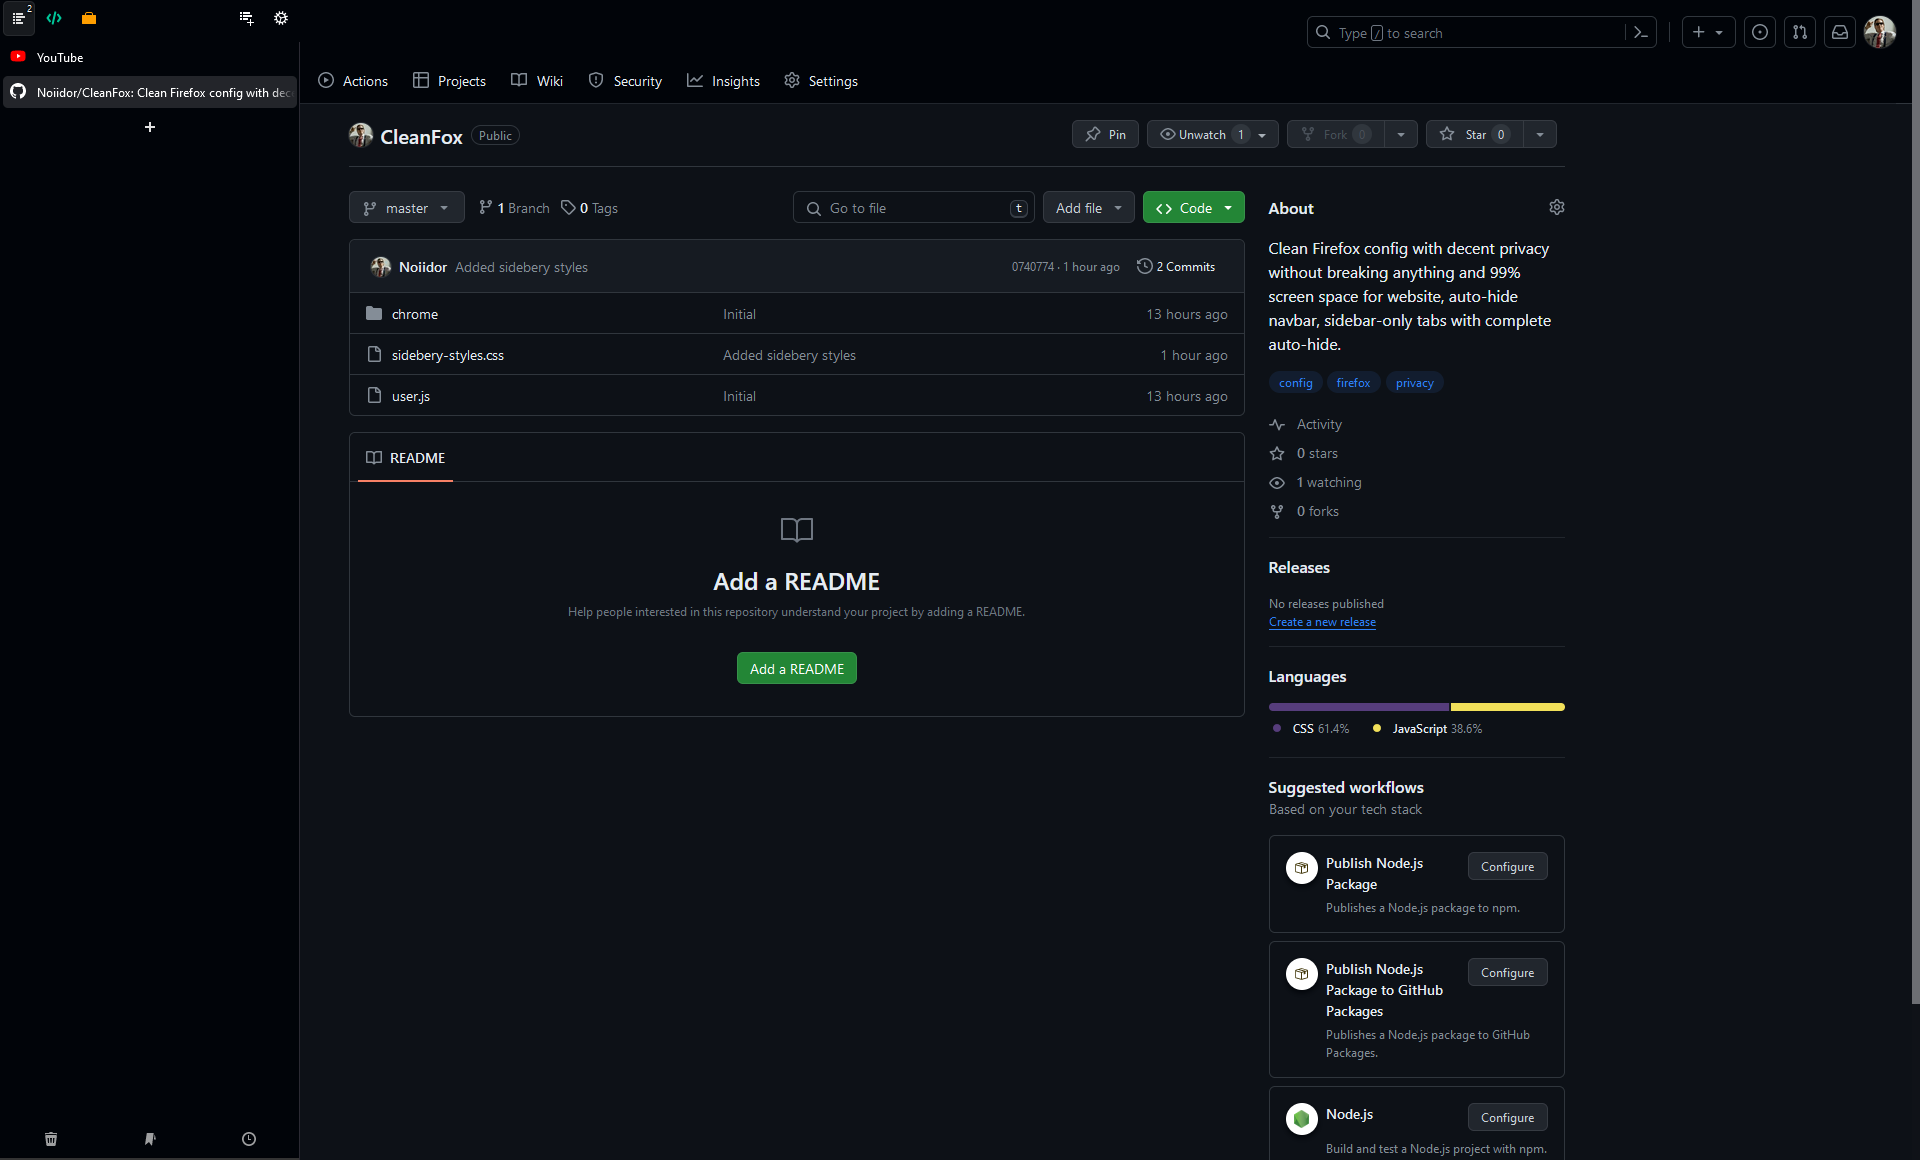 2
YouTube
Noiidor/CleanFox: Clean Firefox config with dec
Type / to search
Actions
Projects
Wiki
Security
Insights
Settings
CleanFox
Public
Pin
Unwatch 1
Fork 0
Star 0
master
1 Branch
0 Tags
Go to file
t
Add file
Code
Noiidor Added sidebery styles
0740774 · 1 hour ago
2 Commits
chrome
Initial
13 hours ago
sidebery-styles.css
Added sidebery styles
1 hour ago
user.js
Initial
13 hours ago
README
Add a README
Help people interested in this repository understand your project by adding a README.
Add a README
About
Clean Firefox config with decent privacy
without breaking anything and 99%
screen space for website, auto-hide
navbar, sidebar-only tabs with complete
auto-hide.
config
firefox
privacy
Activity
0 stars
1 watching
0 forks
Releases
No releases published
Create a new release
Languages
CSS 61.4%
JavaScript 38.6%
Suggested workflows
Based on your tech stack
Publish Node.js
Package
Configure
Publishes a Node.js package to npm.
Publish Node.js
Package to GitHub
Packages
Configure
Publishes a Node.js package to GitHub
Packages.
Node.js
Configure
Build and test a Node.js project with npm.